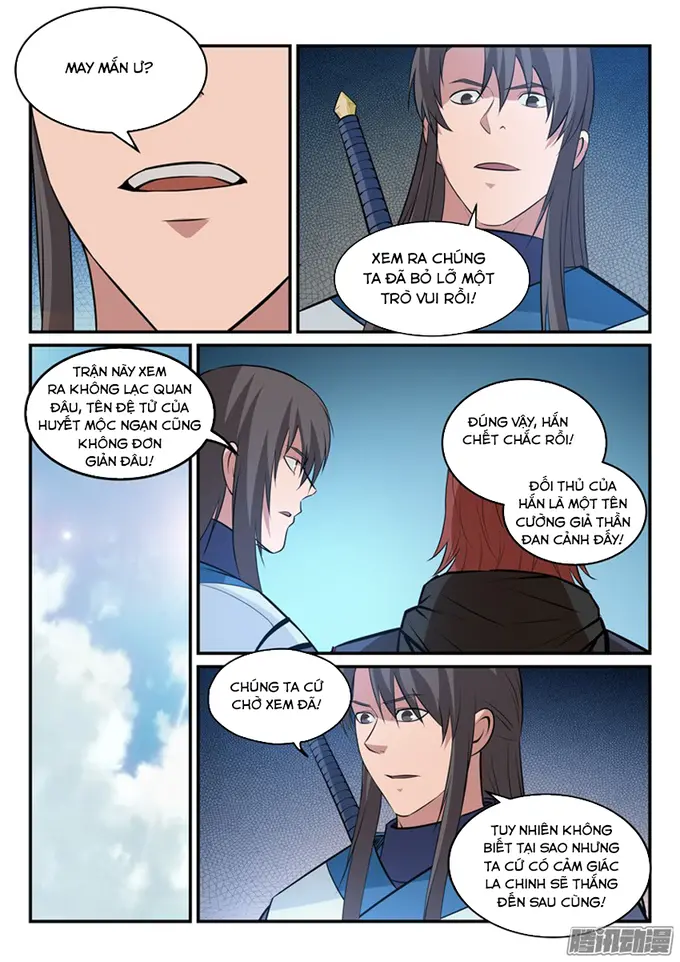 MAY MẮN Ư?
XEM RA CHÚNG
TA ĐÃ BỎ LỠ MỘT
TRÒ VUI RỒI!
TRẬN NÀY XEM
RA KHÔNG LẠC QUAN
ĐÂU, TÊN ĐỆ TỬ CỦA
HUYẾT MỘC NGẠN CŨNG
KHÔNG ĐƠN
GIẢN ĐÂU!
ĐÚNG VẬY, HẮN
CHẾT CHẮC RỒI!
ĐỐI THỦ CỦA
HẮN LÀ MỘT TÊN
CƯỜNG GIẢ THẦN
ĐAN CẢNH ĐẤY!
CHÚNG TA CỨ
CHỜ XEM ĐÃ!
TUY NHIÊN KHÔNG
BIẾT TẠI SAO NHƯNG
TA CỨ CÓ CẢM GIÁC
LA CHINH SẼ THẮNG
ĐẾN SAU CÙNG!
腾讯动漫